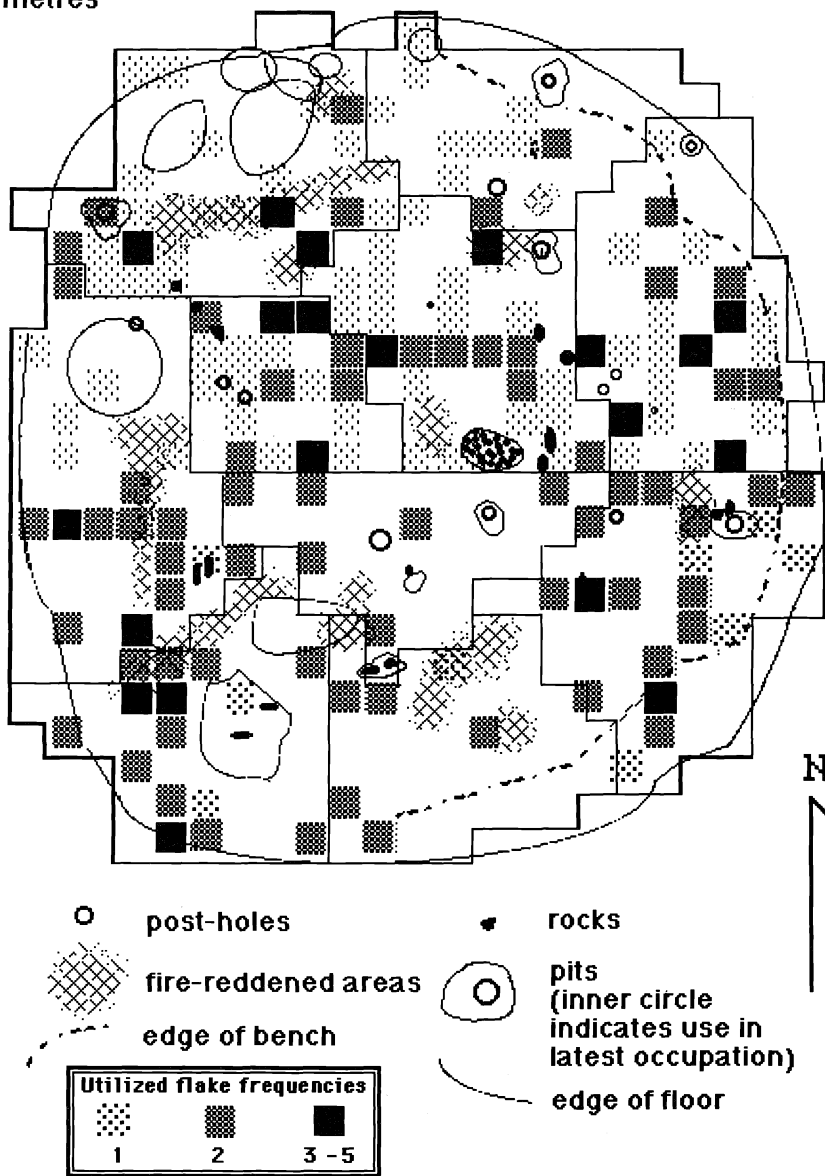 metres
N
post-holes
rocks
fire-reddened areas
pits
(inner circle
indicates use in
latest occupation)
edge of bench
edge of floor
Utilized flake frequencies
1 2 3 - 5